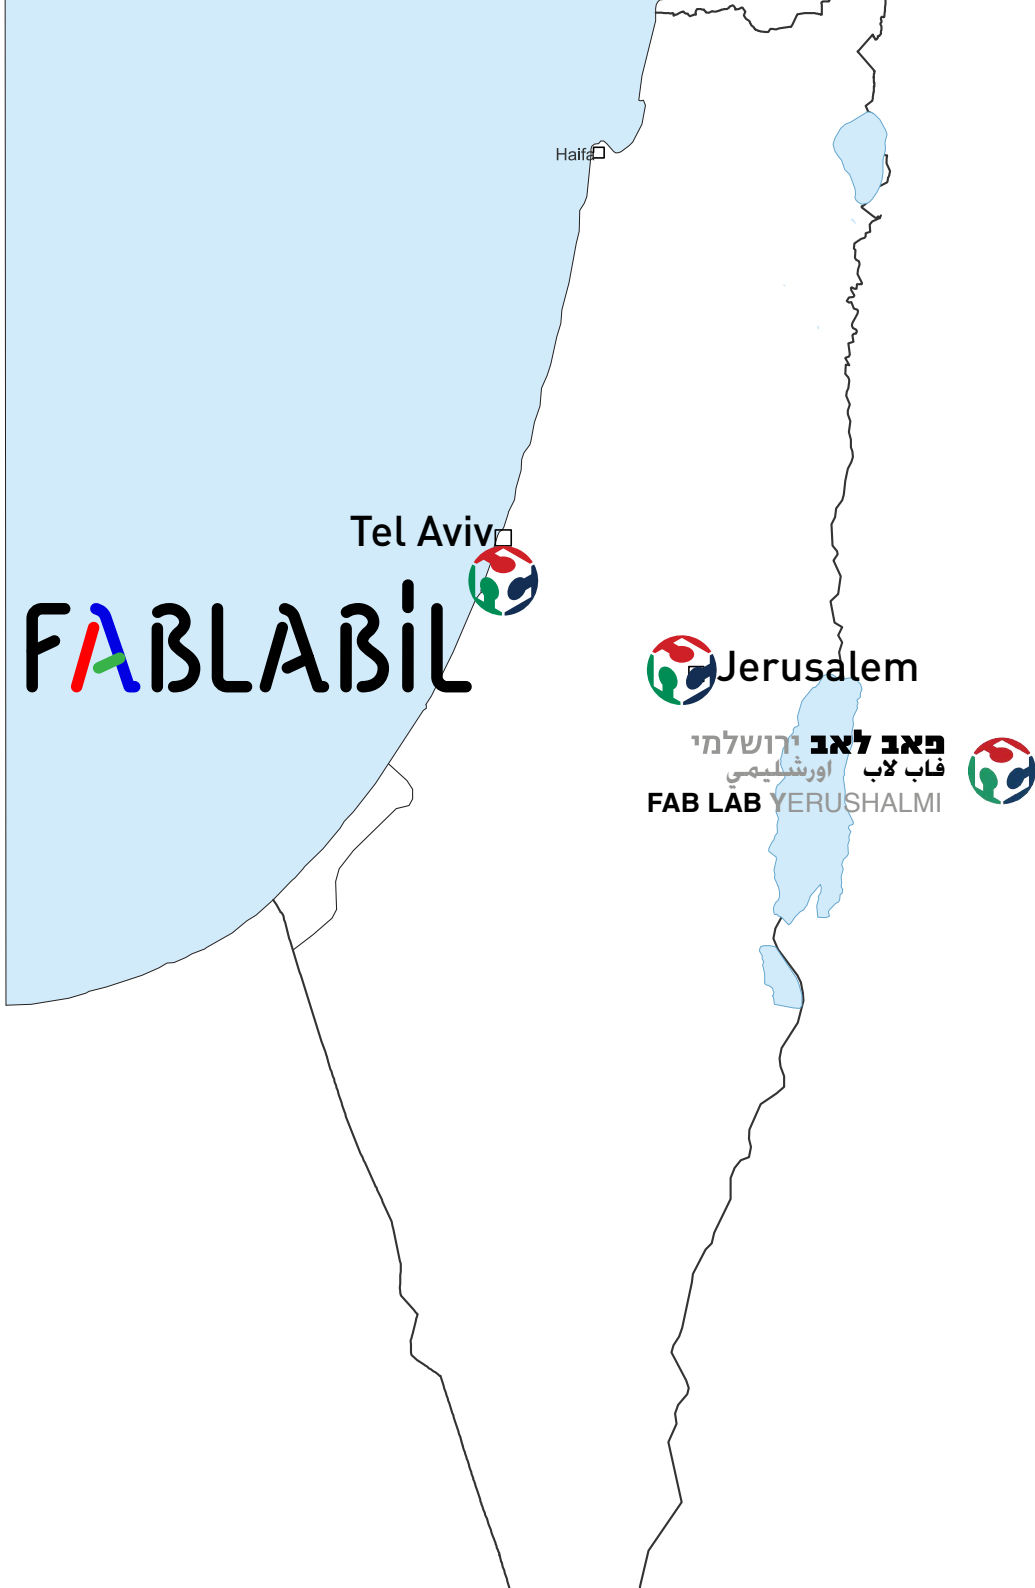 Haifa
Tel Aviv
FABLABiL
Jerusalem
פאב לאב ירושלמי
فاب لاب اورشليمي
FAB LAB YERUSHALMI